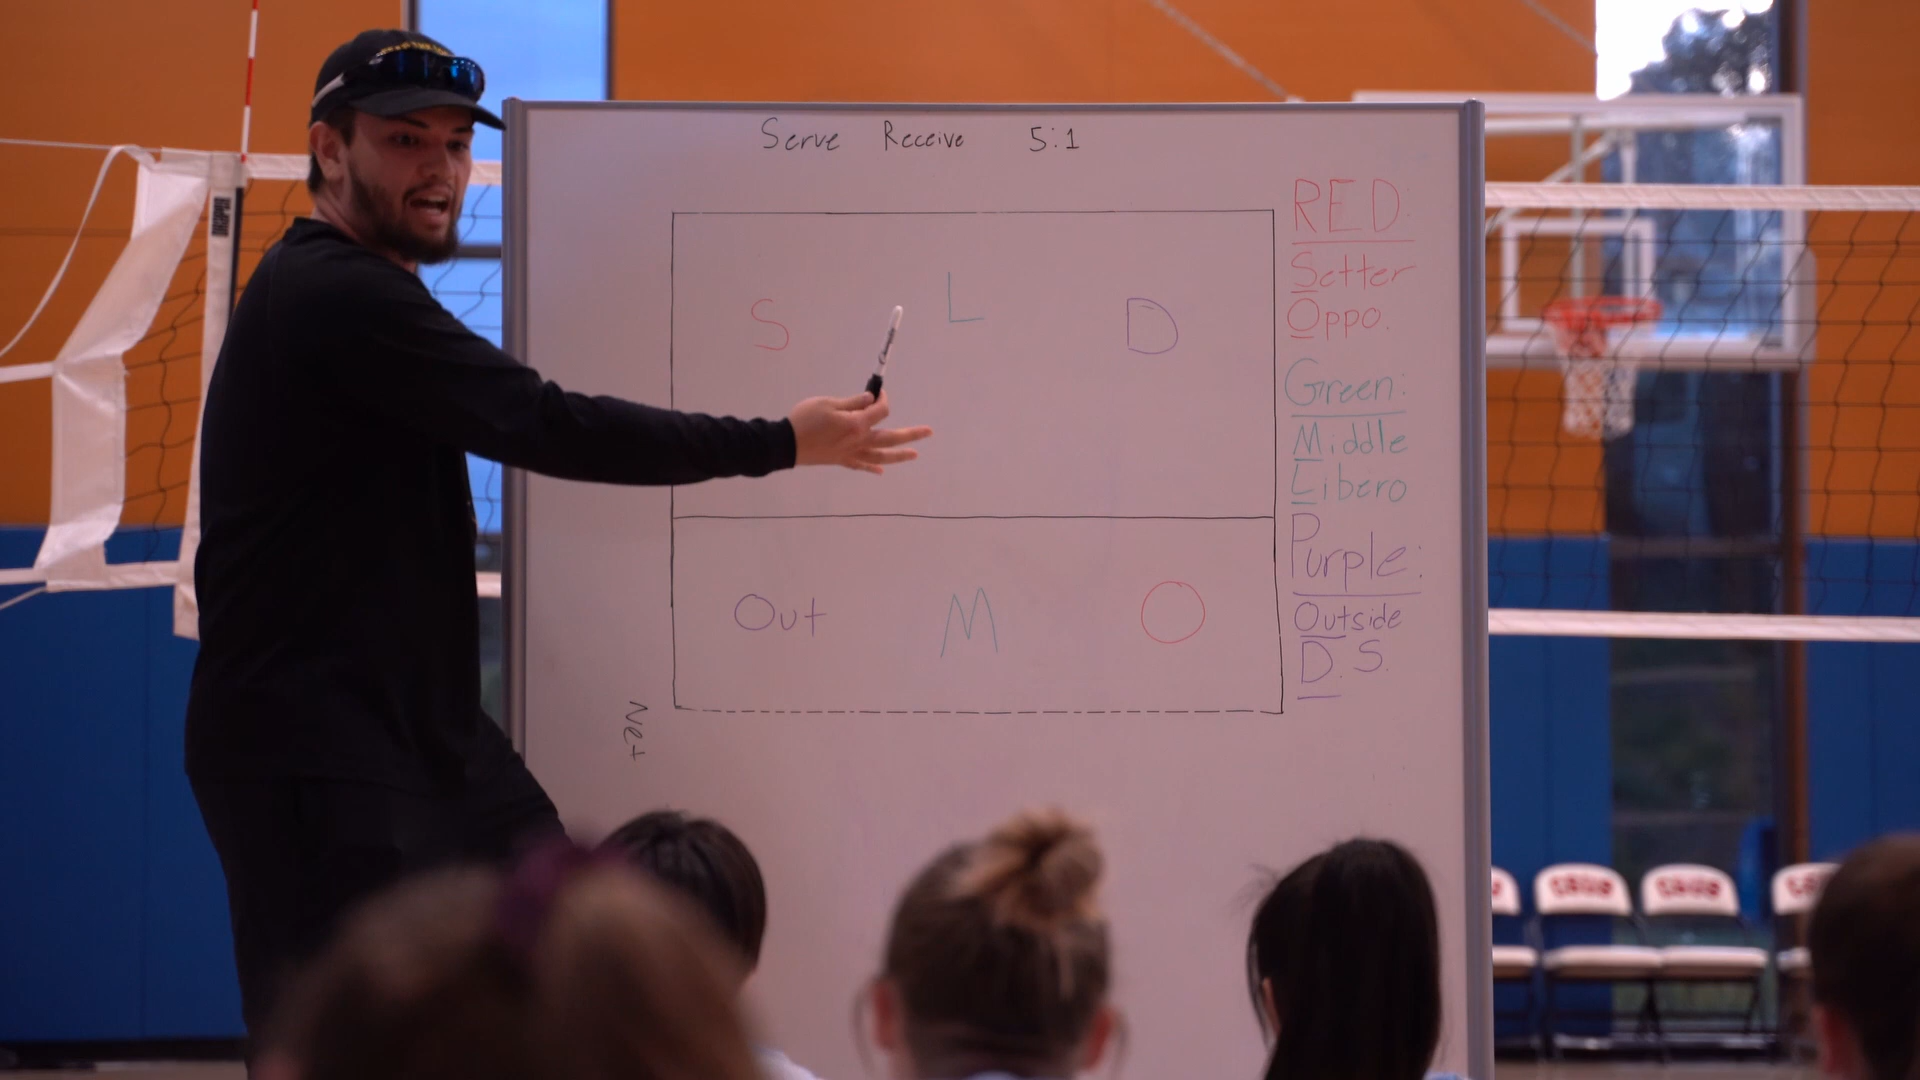 Serve Receive 5:1
RED
Setter
Oppo.
Green:
Middle
Libero
Purple:
Outside
D.S.
S L D
Out M O
Net